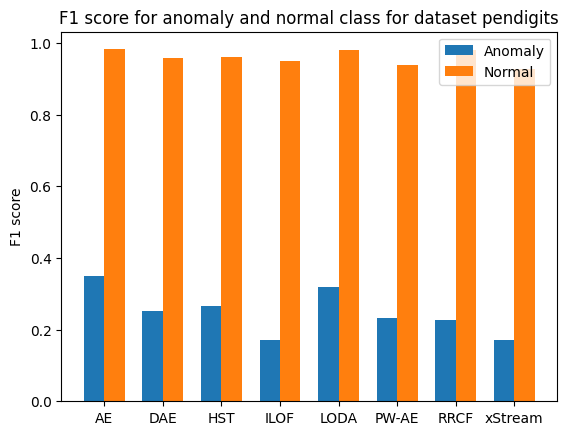 F1 score for anomaly and normal class for dataset pendigits
Anomaly
Normal
F1 score
1.0
0.8
0.6
0.4
0.2
0.0
AE DAE HST ILOF LODA PW-AE RRCF xStream